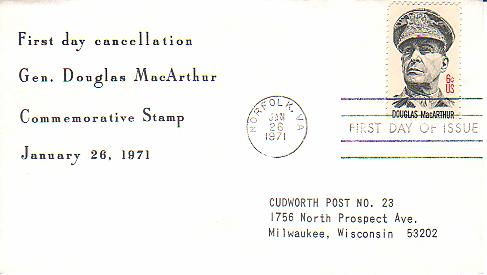 First day cancellation
Gen. Douglas MacArthur
Commemorative Stamp
January 26, 1971
NORFOLK, VA
JAN
26
1971
6c
US
DOUGLAS MacARTHUR
FIRST DAY OF ISSUE
CUDWORTH POST NO. 23
1756 North Prospect Ave.
Milwaukee, Wisconsin 53202